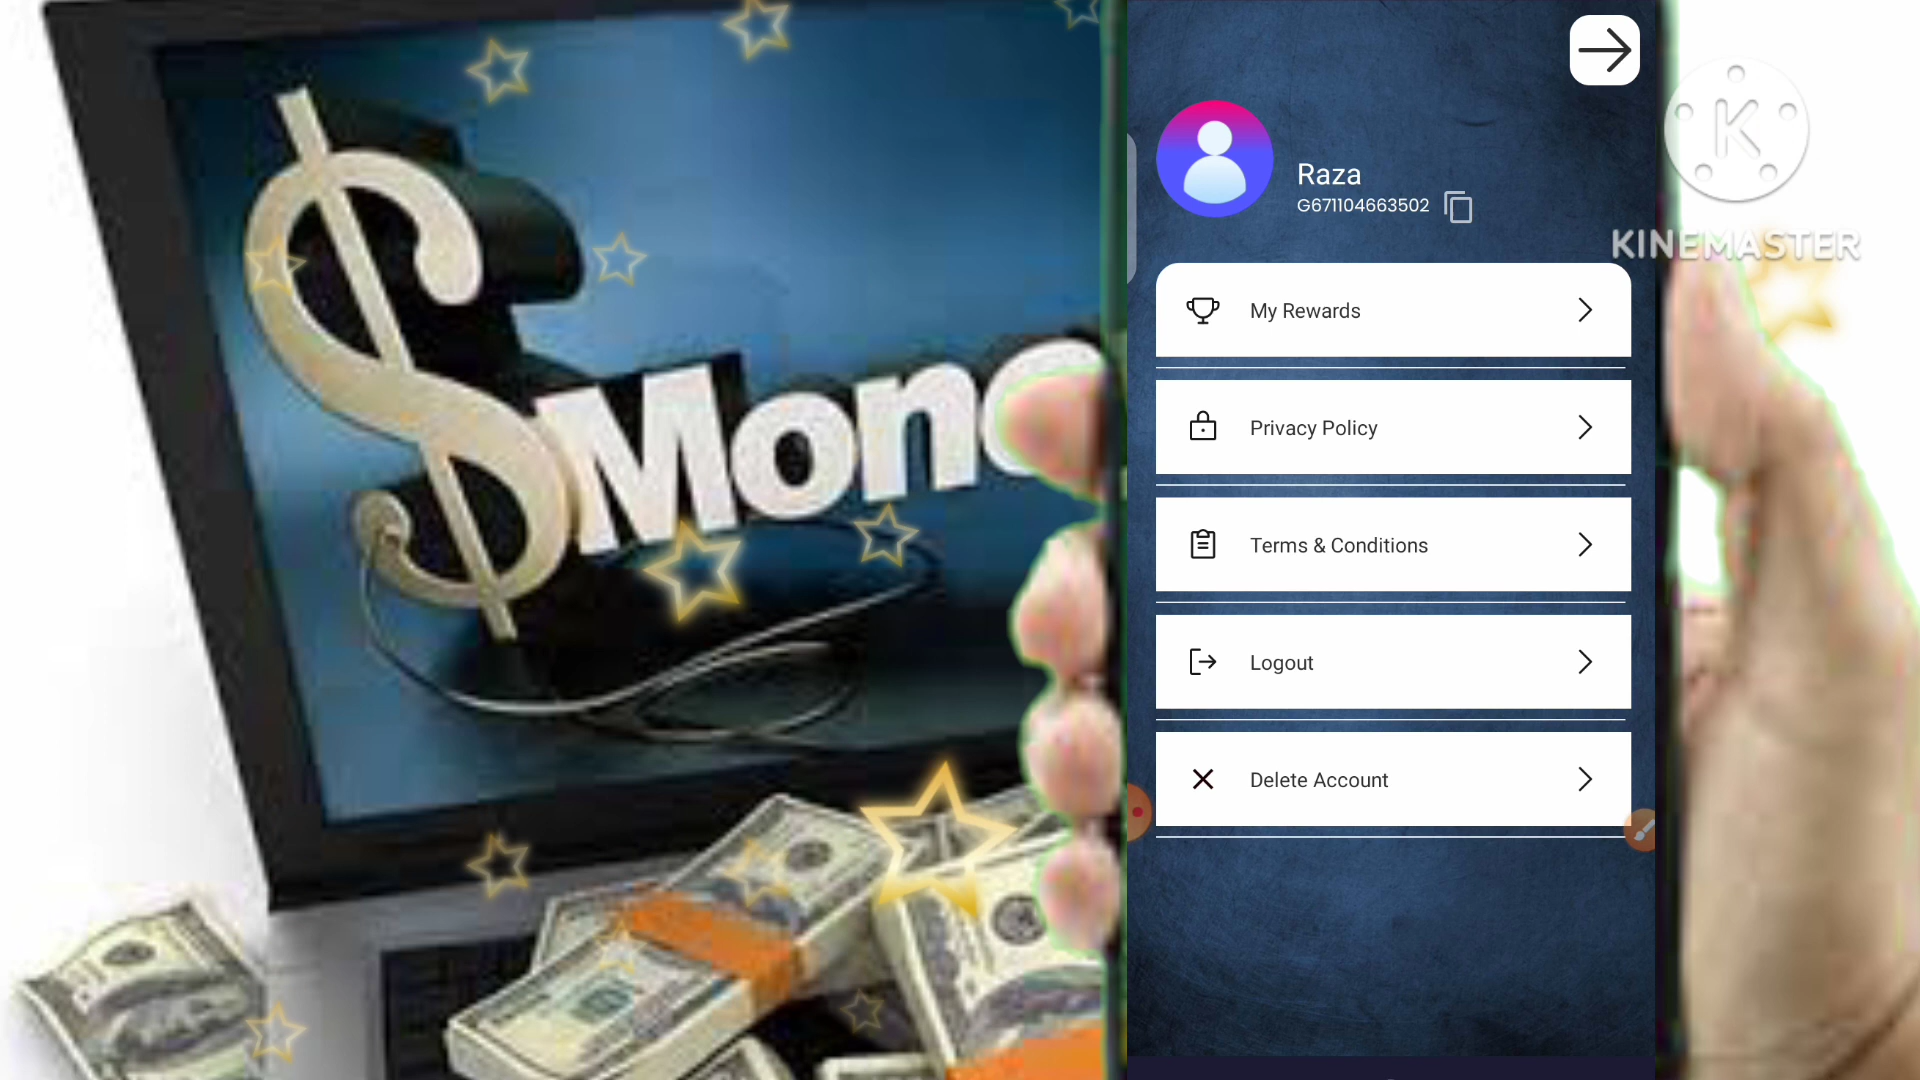 $Mon
Raza
G671104663502
K
KINEMASTER
My Rewards
Privacy Policy
Terms & Conditions
Logout
Delete Account